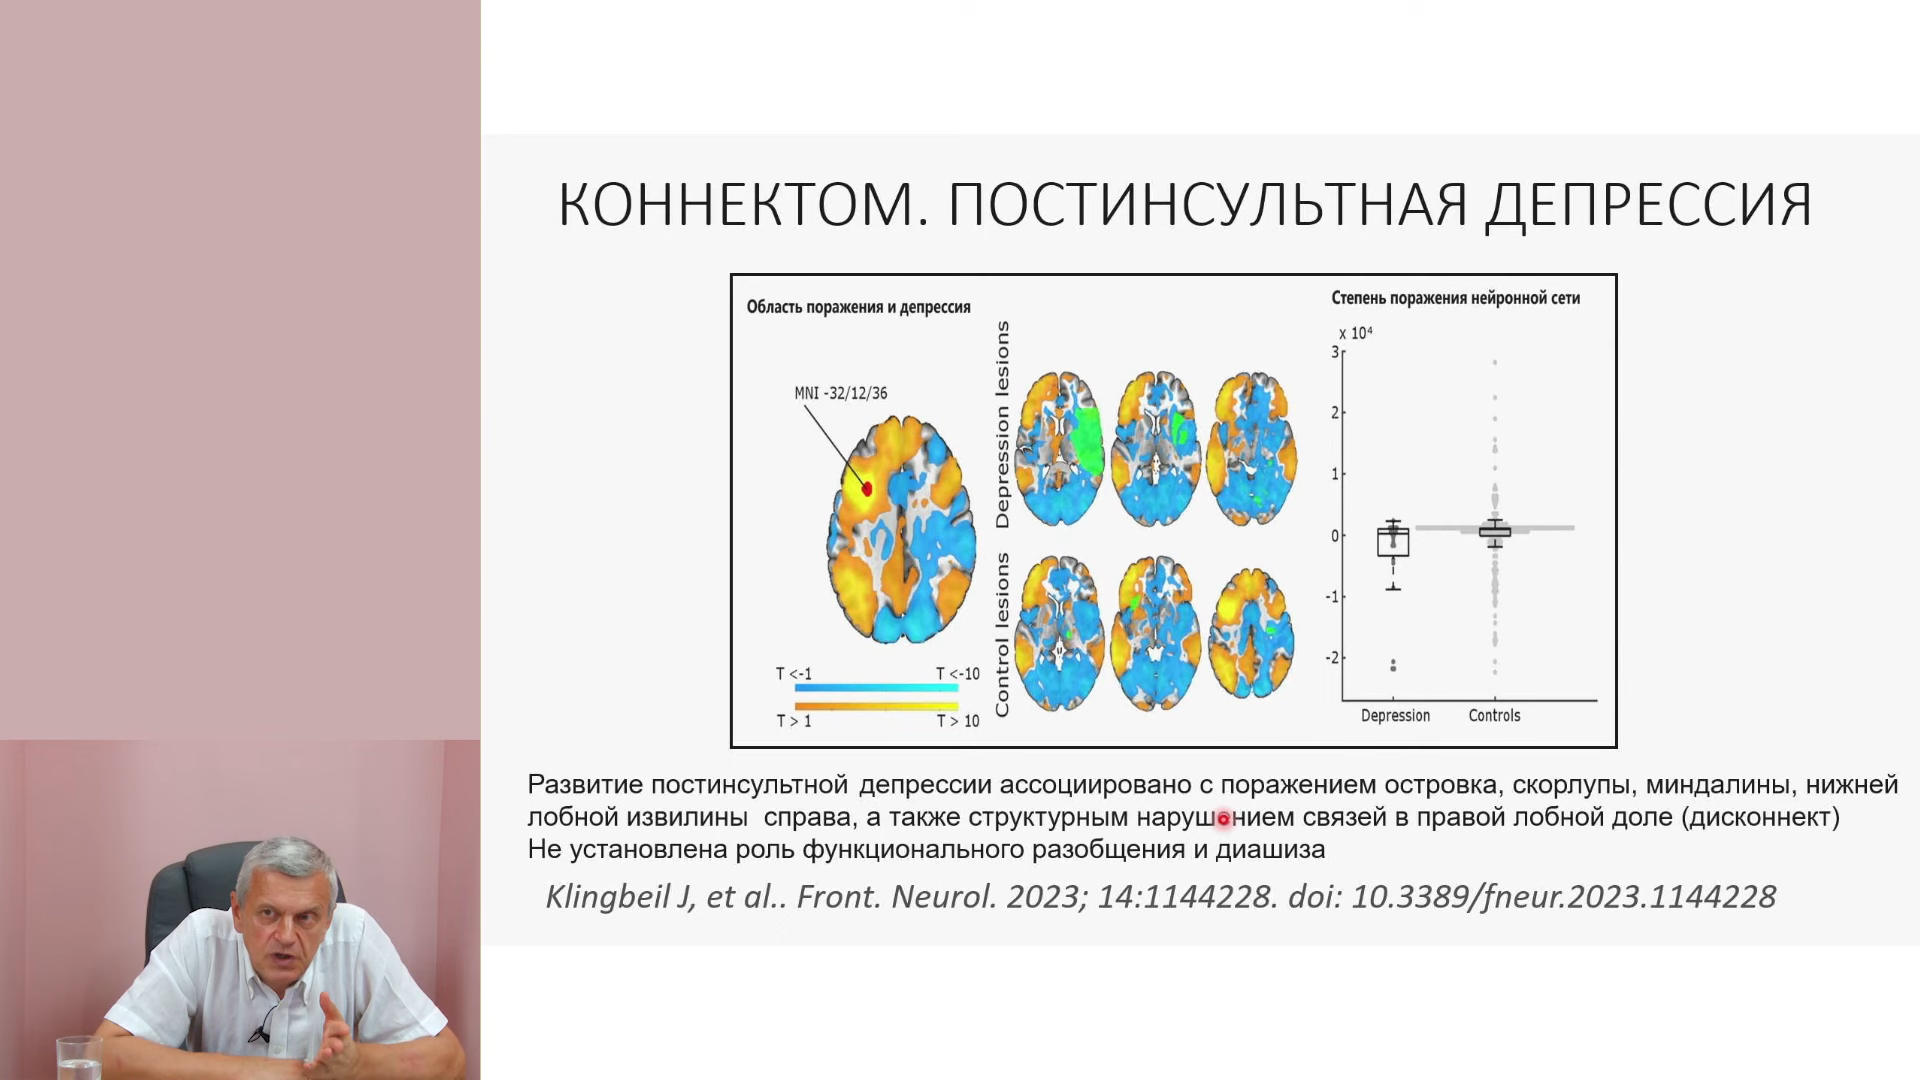 КОННЕКТОМ. ПОСТИНСУЛЬТНАЯ ДЕПРЕССИЯ
Область поражения и депрессия
MNI -32/12/36
T <-1
T <-10
T > 1
T > 10
Depression lesions
Control lesions
Степень поражения нейронной сети
x 10⁴
3
2
1
0
-1
-2
Depression
Controls
Развитие постинсультной депрессии ассоциировано с поражением островка, скорлупы, миндалины, нижней
лобной извилины справа, а также структурным нарушением связей в правой лобной доле (дисконнект)
Не установлена роль функционального разобщения и диашиза
Klingbeil J, et al.. Front. Neurol. 2023; 14:1144228. doi: 10.3389/fneur.2023.1144228